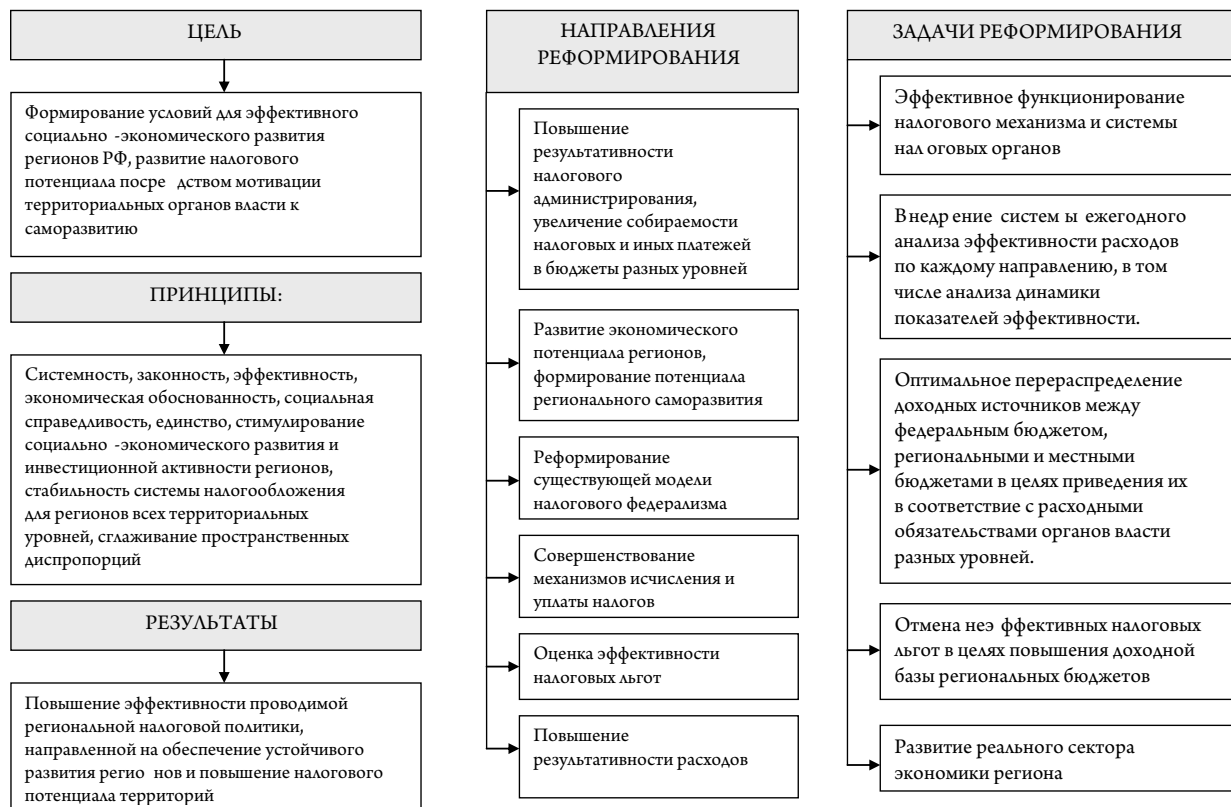 ЦЕЛЬ
Формирование условий для эффективного
социально -экономического развития
регионов РФ, развитие налогового
потенциала посре дством мотивации
территориальных органов власти к
саморазвитию
ПРИНЦИПЫ:
Системность, законность, эффективность,
экономическая обоснованность, социальная
справедливость, единство, стимулирование
социально -экономического развития и
инвестиционной активности регионов,
стабильность системы налогообложения
для регионов всех территориальных
уровней, сглаживание пространственных
диспропорций
РЕЗУЛЬТАТЫ
Повышение эффективности проводимой
региональной налоговой политики,
направленной на обеспечение устойчивого
развития регио нов и повышение налогового
потенциала территорий
НАПРАВЛЕНИЯ
РЕФОРМИРОВАНИЯ
Повышение
результативности
налогового
администрирования,
увеличение собираемости
налоговых и иных платежей
в бюджеты разных уровней
Развитие экономического
потенциала регионов,
формирование потенциала
регионального саморазвития
Реформирование
существующей модели
налогового федерализма
Совершенствование
механизмов исчисления и
уплаты налогов
Оценка эффективности
налоговых льгот
Повышение
результативности расходов
ЗАДАЧИ РЕФОРМИРОВАНИЯ
Эффективное функционирование
налогового механизма и системы
нал оговых органов
Внедр ение систем ы ежегодного
анализа эффективности расходов
по каждому направлению, в том
числе анализа динамики
показателей эффективности.
Оптимальное перераспределение
доходных источников между
федеральным бюджетом,
региональными и местными
бюджетами в целях приведения их
в соответствие с расходными
обязательствами органов власти
разных уровней.
Отмена неэ ффективных налоговых
льгот в целях повышения доходной
базы региональных бюджетов
Развитие реального сектора
экономики региона